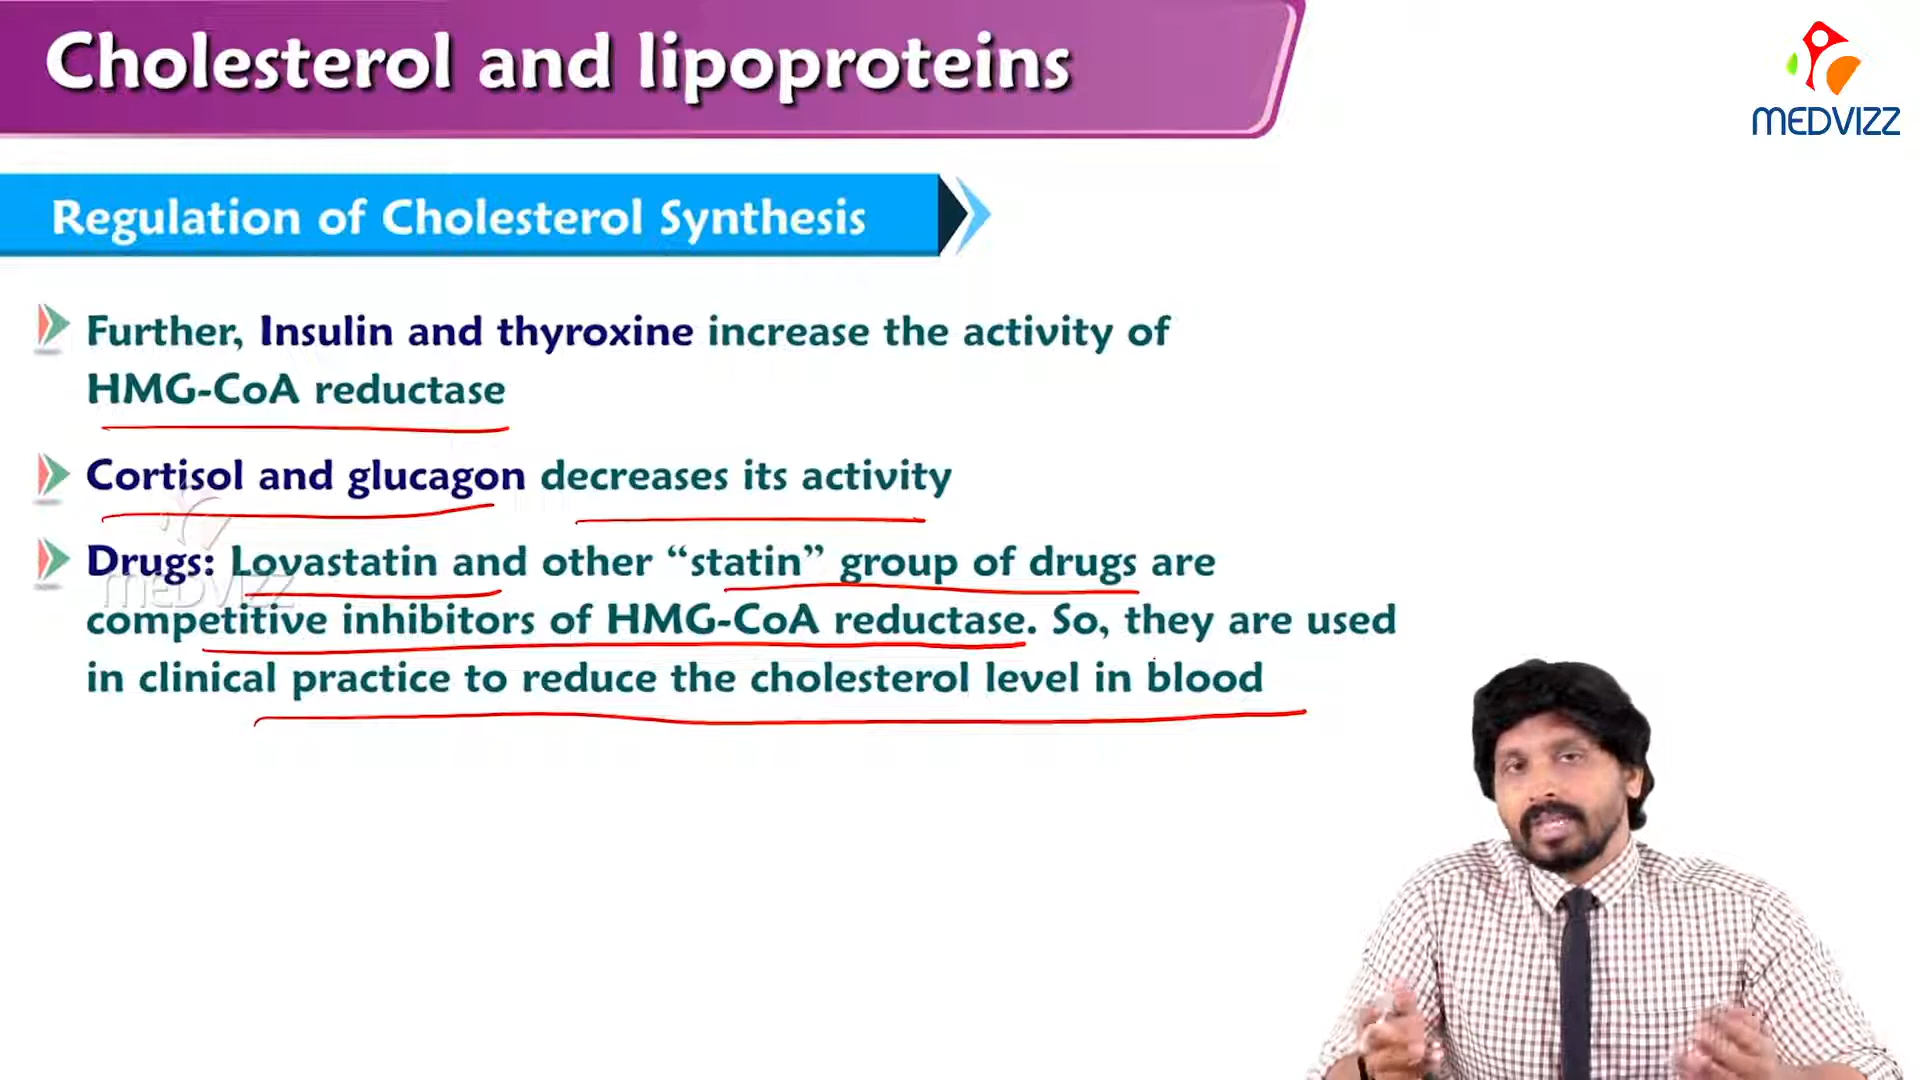 Cholesterol and lipoproteins
MEDVIZZ
Regulation of Cholesterol Synthesis
Further, Insulin and thyroxine increase the activity of
HMG-CoA reductase
Cortisol and glucagon decreases its activity
Drugs: Lovastatin and other “statin” group of drugs are
competitive inhibitors of HMG-CoA reductase. So, they are used
in clinical practice to reduce the cholesterol level in blood
MEDVIZZ